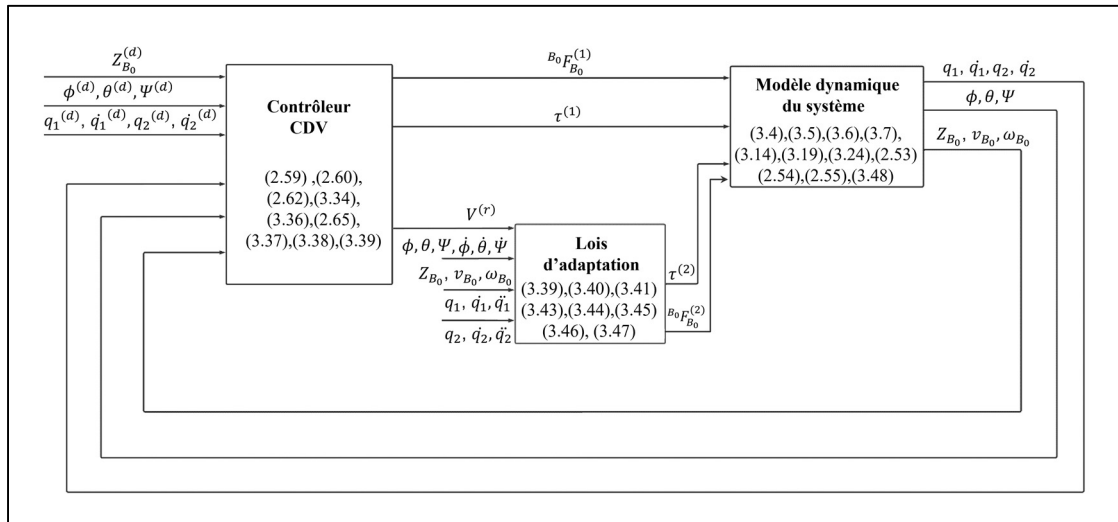 Z_{B_0}^{(d)}
ϕ^{(d)}, θ^{(d)}, Ψ^{(d)}
q_1^{(d)}, q̇_1^{(d)}, q_2^{(d)}, q̇_2^{(d)}
Contrôleur
CDV
(2.59) ,(2.60),
(2.62),(3.34),
(3.36),(2.65),
(3.37),(3.38),(3.39)
^{B_0}F_{B_0}^{(1)}
τ^{(1)}
V^{(r)}
ϕ, θ, Ψ, ϕ̇, θ̇, Ψ̇
Z_{B_0}, v_{B_0}, ω_{B_0}
q_1, q̇_1, q̈_1
q_2, q̇_2, q̈_2
Lois
d’adaptation
(3.39),(3.40),(3.41)
(3.43),(3.44),(3.45)
(3.46), (3.47)
τ^{(2)}
^{B_0}F_{B_0}^{(2)}
Modèle dynamique
du système
(3.4),(3.5),(3.6),(3.7),
(3.14),(3.19),(3.24),(2.53)
(2.54),(2.55),(3.48)
q_1, q̇_1, q_2, q̇_2
ϕ, θ, Ψ
Z_{B_0}, v_{B_0}, ω_{B_0}